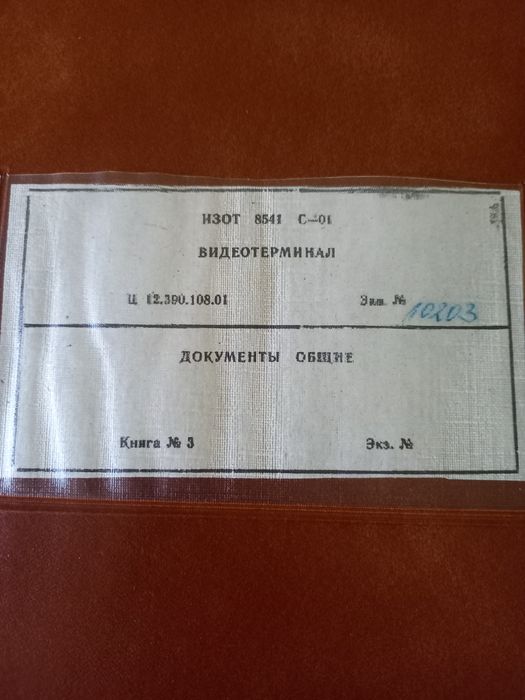 ИЗОТ 8541 С-01
ВИДЕОТЕРМИНАЛ
Ц 12.390.108.01 Зав. № 10203
ДОКУМЕНТЫ ОБЩИЕ
Книга № 3 Экз. №